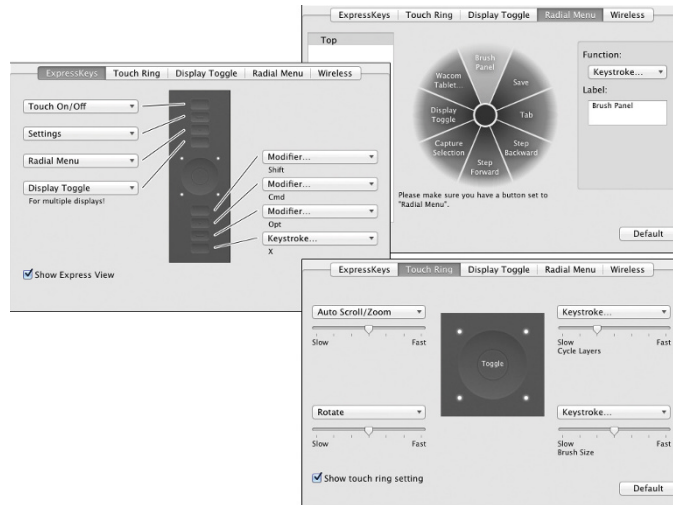 ExpressKeys Touch Ring Display Toggle Radial Menu Wireless
Top
Brush
Panel
Save
Tab
Step
Backward
Step
Forward
Capture
Selection
Display
Toggle
Wacom
Tablet...
Function:
Keystroke...
Label:
Brush Panel
Please make sure you have a button set to
"Radial Menu".
Default
ExpressKeys Touch Ring Display Toggle Radial Menu Wireless
Touch On/Off
Settings
Radial Menu
Display Toggle
For multiple displays!
Modifier...
Shift
Modifier...
Cmd
Modifier...
Opt
Keystroke...
X
Show Express View
ExpressKeys Touch Ring Display Toggle Radial Menu Wireless
Auto Scroll/Zoom
Slow Fast
Keystroke...
Slow Fast
Cycle Layers
Toggle
Rotate
Slow Fast
Keystroke...
Slow Fast
Brush Size
Show touch ring setting
Default